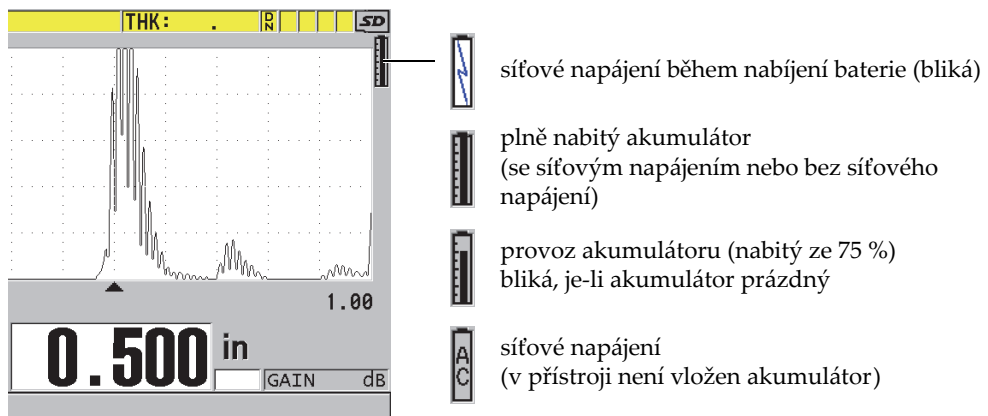 THK: . DN SD
síťové napájení během nabíjení baterie (bliká)
plně nabitý akumulátor
(se síťovým napájením nebo bez síťového
napájení)
provoz akumulátoru (nabitý ze 75 %)
bliká, je-li akumulátor prázdný
1.00
0.500 in
GAIN dB
AC
síťové napájení
(v přístroji není vložen akumulátor)